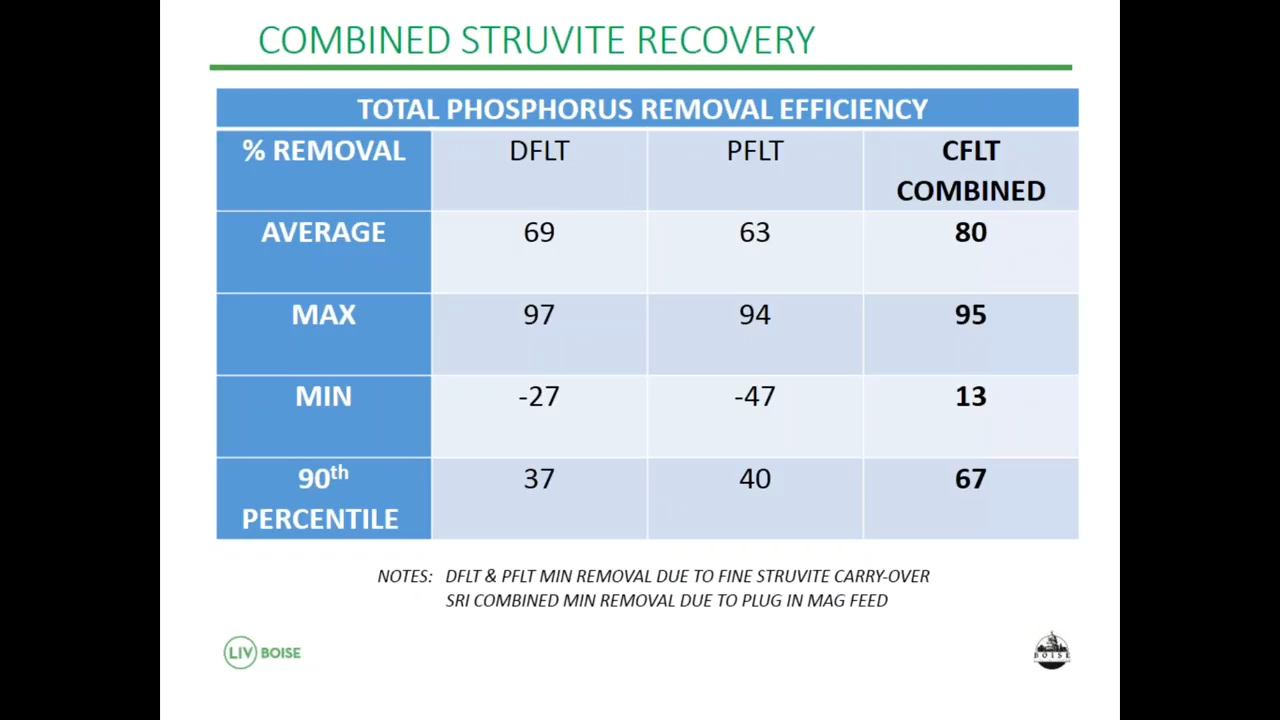 COMBINED STRUVITE RECOVERY
TOTAL PHOSPHORUS REMOVAL EFFICIENCY
% REMOVAL DFLT PFLT CFLT
COMBINED
AVERAGE 69 63 80
MAX 97 94 95
MIN -27 -47 13
90th 37 40 67
PERCENTILE
NOTES: DFLT & PFLT MIN REMOVAL DUE TO FINE STRUVITE CARRY-OVER
SRI COMBINED MIN REMOVAL DUE TO PLUG IN MAG FEED
LIV BOISE
BOISE